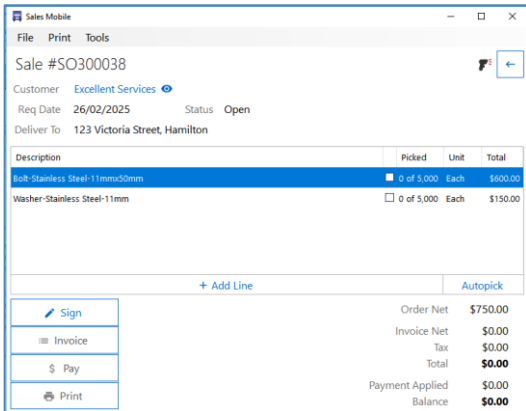 Sales Mobile
File Print Tools
Sale #SO300038
Customer Excellent Services
Req Date 26/02/2025 Status Open
Deliver To 123 Victoria Street, Hamilton
Description Picked Unit Total
Bolt-Stainless Steel-11mmx50mm 0 of 5,000 Each $600.00
Washer-Stainless Steel-11mm 0 of 5,000 Each $150.00
+ Add Line Autopick
Sign Order Net $750.00
Invoice Invoice Net $0.00
Tax $0.00
$ Pay Total $0.00
Print Payment Applied $0.00
Balance $0.00